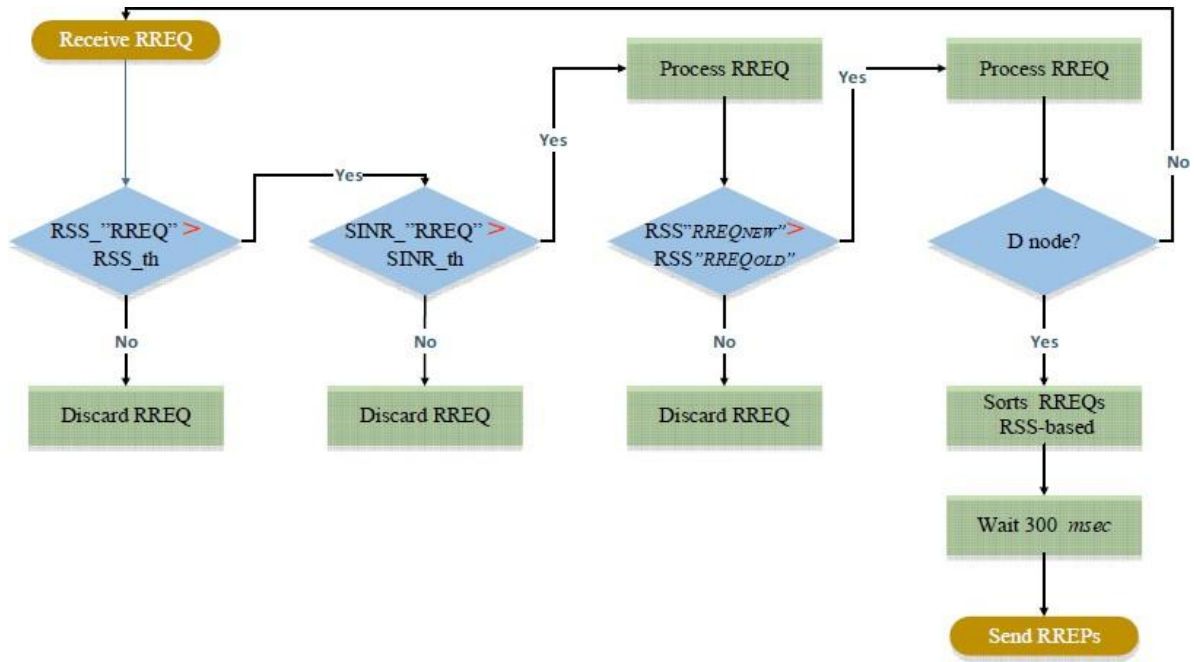 Receive RREQ
Process RREQ
Process RREQ
Yes
Yes
Yes
No
RSS_"RREQ" >
RSS_th
SINR_"RREQ" >
SINR_th
RSS"RREQNEW" >
RSS"RREQOLD"
D node?
No
No
No
Yes
Discard RREQ
Discard RREQ
Discard RREQ
Sorts RREQs
RSS-based
Wait 300 msec
Send RREPs